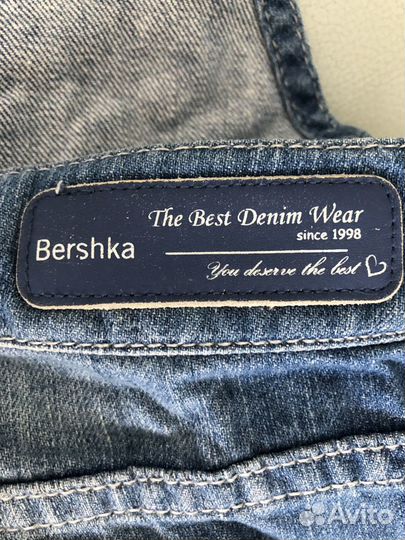 The Best Denim Wear
since 1998
Bershka
You deserve the best
Avito